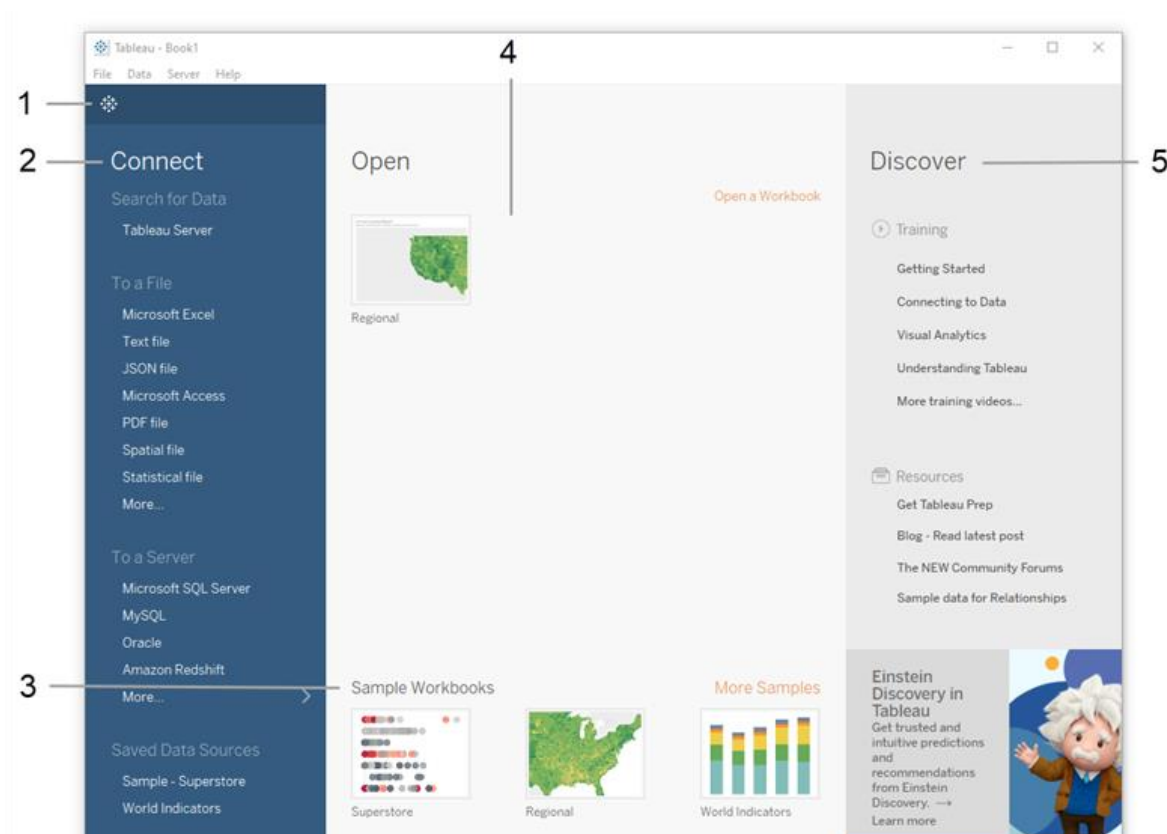 Tableau - Book1
File Data Server Help
1
2
3
4
5
Connect
Search for Data
Tableau Server
To a File
Microsoft Excel
Text file
JSON file
Microsoft Access
PDF file
Spatial file
Statistical file
More...
To a Server
Microsoft SQL Server
MySQL
Oracle
Amazon Redshift
More...
Saved Data Sources
Sample - Superstore
World Indicators
Open
Open a Workbook
Regional
Sample Workbooks
More Samples
Superstore
Regional
World Indicators
Discover
Training
Getting Started
Connecting to Data
Visual Analytics
Understanding Tableau
More training videos...
Resources
Get Tableau Prep
Blog - Read latest post
The NEW Community Forums
Sample data for Relationships
Einstein
Discovery in
Tableau
Get trusted and
intuitive predictions
and
recommendations
from Einstein
Discovery. →
Learn more